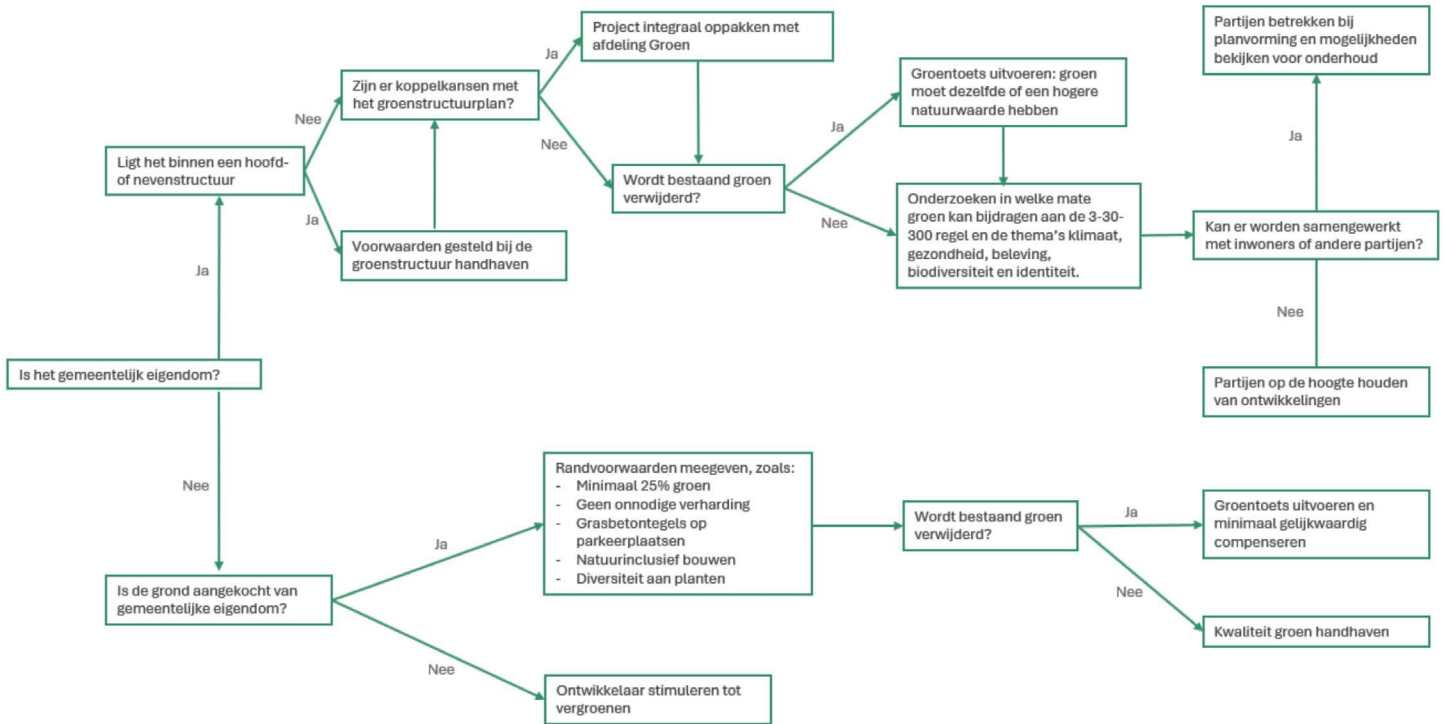 Is het gemeentelijk eigendom?
Ja
Ligt het binnen een hoofd-
of nevenstructuur
Nee
Zijn er koppelkansen met
het groenstructuurplan?
Ja
Voorwaarden gesteld bij de
groenstructuur handhaven
Ja
Project integraal oppakken met
afdeling Groen
Nee
Wordt bestaand groen
verwijderd?
Ja
Groentoets uitvoeren: groen
moet dezelfde of een hogere
natuurwaarde hebben
Nee
Onderzoeken in welke mate
groen kan bijdragen aan de 3-30-
300 regel en de thema's klimaat,
gezondheid, beleving,
biodiversiteit en identiteit.
Kan er worden samengewerkt
met inwoners of andere partijen?
Ja
Partijen betrekken bij
planvorming en mogelijkheden
bekijken voor onderhoud
Nee
Partijen op de hoogte houden
van ontwikkelingen
Nee
Is de grond aangekocht van
gemeentelijke eigendom?
Ja
Randvoorwaarden meegeven, zoals:
- Minimaal 25% groen
- Geen onnodige verharding
- Grasbetontegels op
parkeerplaatsen
- Natuurinclusief bouwen
- Diversiteit aan planten
Wordt bestaand groen
verwijderd?
Ja
Groentoets uitvoeren en
minimaal gelijkwaardig
compenseren
Nee
Kwaliteit groen handhaven
Nee
Ontwikkelaar stimuleren tot
vergroenen